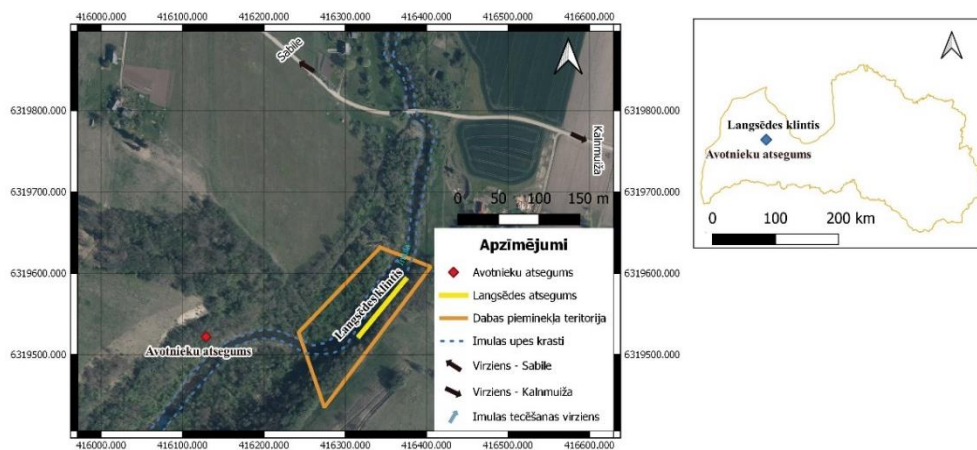 416000.000 416100.000 416200.000 416300.000 416400.000 416500.000 416600.000
Sabile
6319800.000 6319800.000
Kalnmuiža
6319700.000 6319700.000
0 50 100 150 m
6319600.000 6319600.000
Langsēdes klintis
6319500.000 6319500.000
Avotnieku atsegums
Apzīmējumi
Avotnieku atsegums
Langsēdes atsegums
Dabas pieminekļa teritorija
Imulas upes krasti
Virziens - Sabile
Virziens - Kalnmuiža
Imulas tecēšanas virziens
416000.000 416100.000 416200.000 416300.000 416400.000 416500.000 416600.000
Langsēdes klintis
Avotnieku atsegums
0 100 200 km